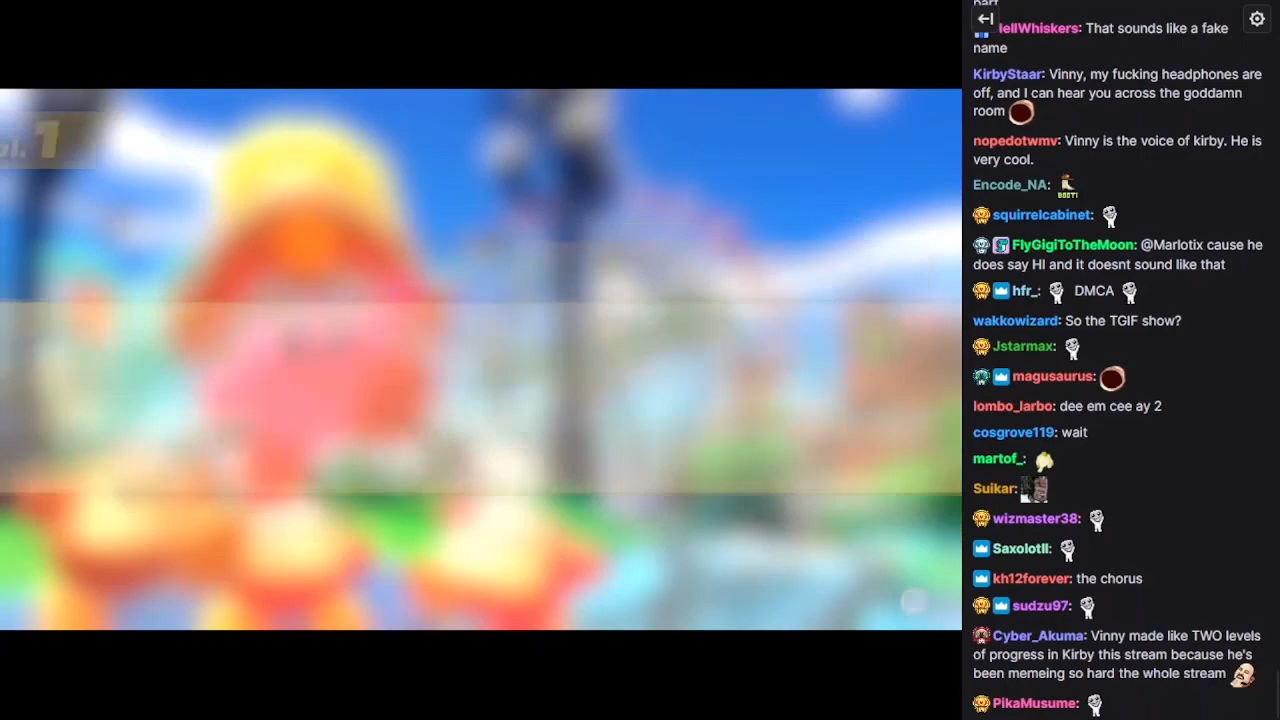 part
lellWhiskers: That sounds like a fake
name
KirbyStaar: Vinny, my fucking headphones are
off, and I can hear you across the goddamn
room
nopedotwmv: Vinny is the voice of kirby. He is
very cool.
Encode_NA: BOOT!
squirrelcabinet:
FlyGigiToTheMoon: @Marlotix cause he
does say HI and it doesnt sound like that
hfr_: DMCA
wakkowizard: So the TGIF show?
Jstarmax:
magusaurus:
lombo_larbo: dee em cee ay 2
cosgrove119: wait
martof_:
Suikar:
wizmaster38:
Saxolotll:
kh12forever: the chorus
sudzu97:
Cyber_Akuma: Vinny made like TWO levels
of progress in Kirby this stream because he's
been memeing so hard the whole stream
PikaMusume: